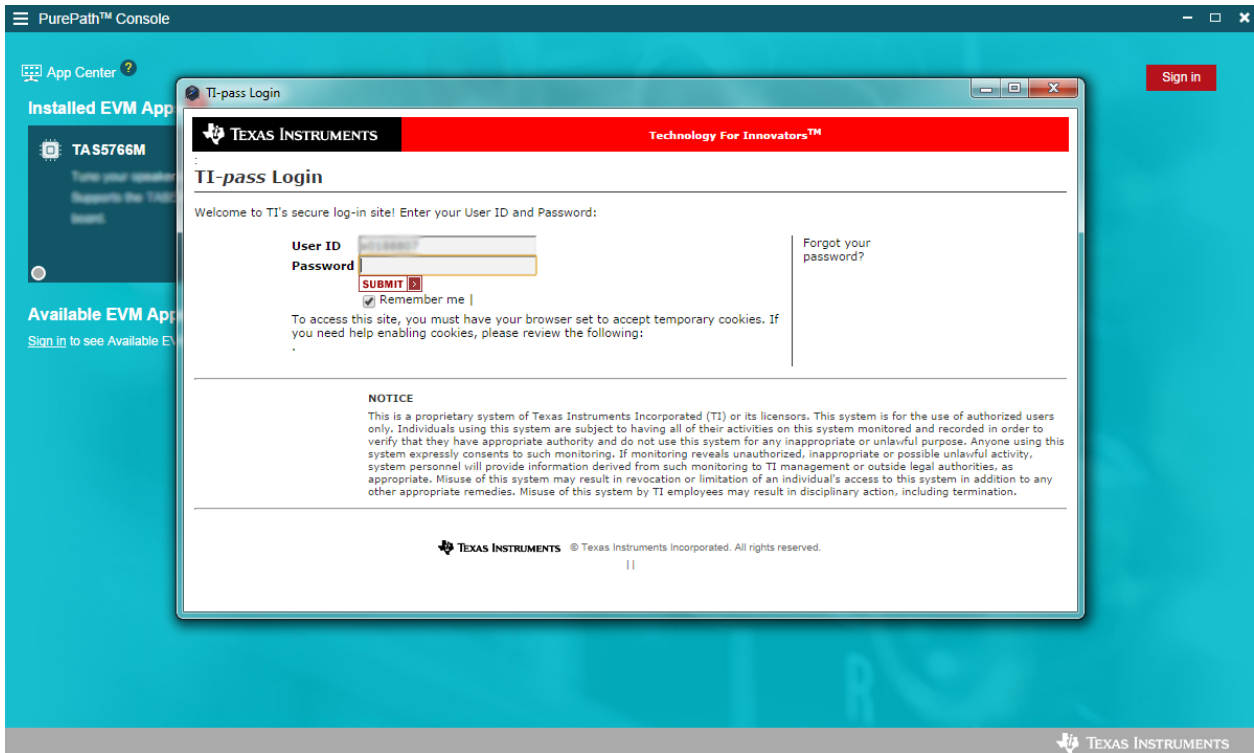 PurePath™ Console
App Center ?
Sign in
Installed EVM App
TAS5766M
Tune your speaker
Supports the
board.
Available EVM App
Sign in to see Available EV
TI-pass Login
TEXAS INSTRUMENTS
Technology For Innovators™
:
TI-pass Login
Welcome to TI's secure log-in site! Enter your User ID and Password:
User ID
Password
SUBMIT
Remember me |
Forgot your
password?
To access this site, you must have your browser set to accept temporary cookies. If
you need help enabling cookies, please review the following:
.
NOTICE
This is a proprietary system of Texas Instruments Incorporated (TI) or its licensors. This system is for the use of authorized users
only. Individuals using this system are subject to having all of their activities on this system monitored and recorded in order to
verify that they have appropriate authority and do not use this system for any inappropriate or unlawful purpose. Anyone using this
system expressly consents to such monitoring. If monitoring reveals unauthorized, inappropriate or possible unlawful activity,
system personnel will provide information derived from such monitoring to TI management or outside legal authorities, as
appropriate. Misuse of this system may result in revocation or limitation of an individual's access to this system in addition to any
other appropriate remedies. Misuse of this system by TI employees may result in disciplinary action, including termination.
TEXAS INSTRUMENTS © Texas Instruments Incorporated. All rights reserved.
| |
R
TEXAS INSTRUMENTS